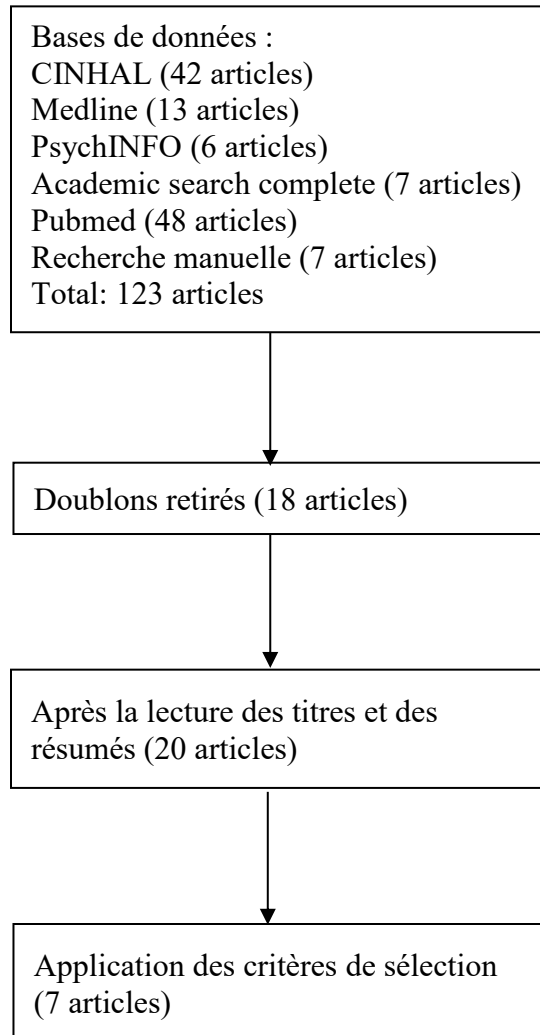 Bases de données :
CINHAL (42 articles)
Medline (13 articles)
PsychINFO (6 articles)
Academic search complete (7 articles)
Pubmed (48 articles)
Recherche manuelle (7 articles)
Total: 123 articles
Doublons retirés (18 articles)
Après la lecture des titres et des
résumés (20 articles)
Application des critères de sélection
(7 articles)